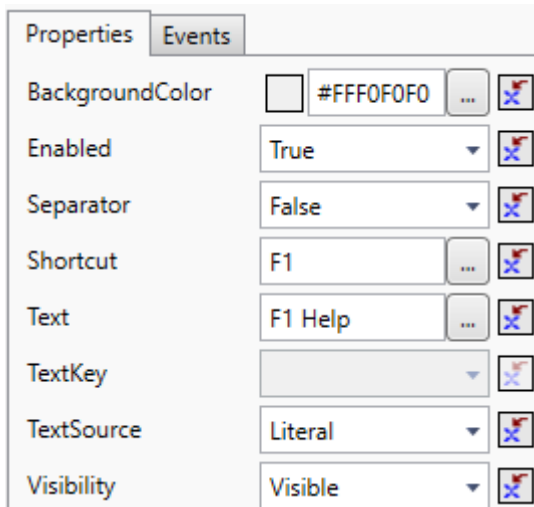 Properties Events
BackgroundColor #FFF0F0F0 ...
Enabled True
Separator False
Shortcut F1 ...
Text F1 Help ...
TextKey
TextSource Literal
Visibility Visible